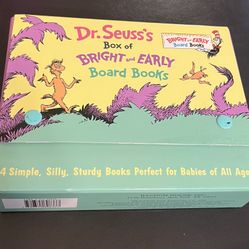 Dr. Seuss's
Box of
BRIGHT and EARLY
Board Books
BRIGHT and EARLY
Board Books
4 Simple, Silly, Sturdy Books Perfect for Babies of All Age